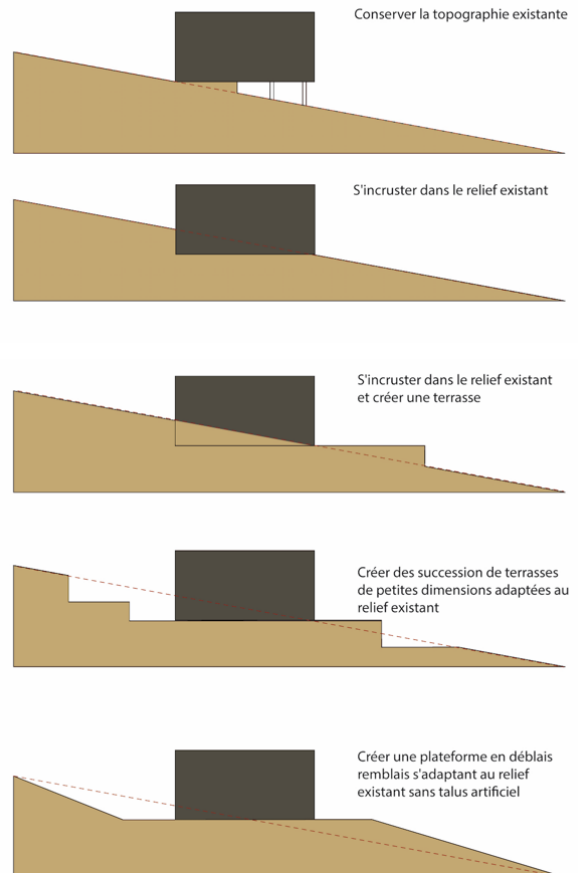 Conserver la topographie existante
S'incruster dans le relief existant
S'incruster dans le relief existant
et créer une terrasse
Créer des succession de terrasses
de petites dimensions adaptées au
relief existant
Créer une plateforme en déblais
remblais s'adaptant au relief
existant sans talus artificiel